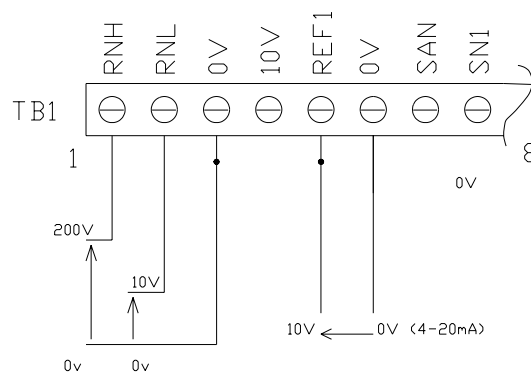 RNH RNL 0V 10V REF1 0V SAN SN1
TB1
1 8
0V
200V
10V
10V 0V (4-20mA)
0v 0v